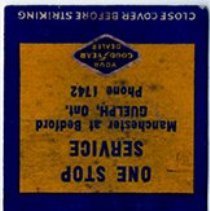 ONE STOP
SERVICE
Manchester at Bedford
GUELPH, Ont.
Phone 1742
YOUR
GOODYEAR
DEALER
CLOSE COVER BEFORE STRIKING